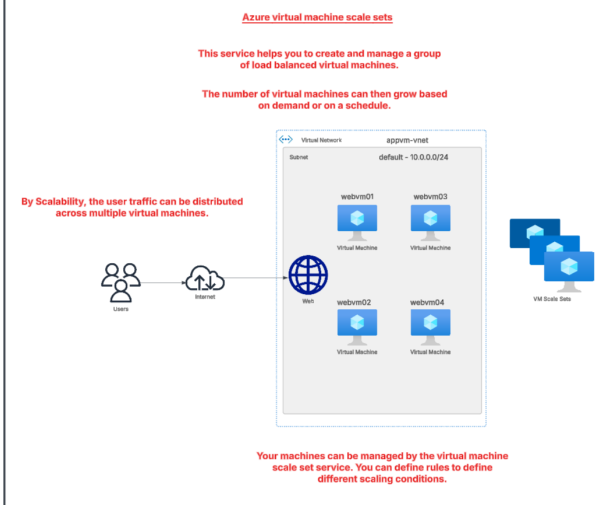 Azure virtual machine scale sets
This service helps you to create and manage a group
of load balanced virtual machines.
The number of virtual machines can then grow based
on demand or on a schedule.
Virtual Network
appvm-vnet
Subnet
default - 10.0.0.0/24
By Scalability, the user traffic can be distributed
across multiple virtual machines.
webvm01
webvm03
Virtual Machine
Virtual Machine
Users
Internet
Web
VM Scale Sets
webvm02
webvm04
Virtual Machine
Virtual Machine
Your machines can be managed by the virtual machine
scale set service. You can define rules to define
different scaling conditions.